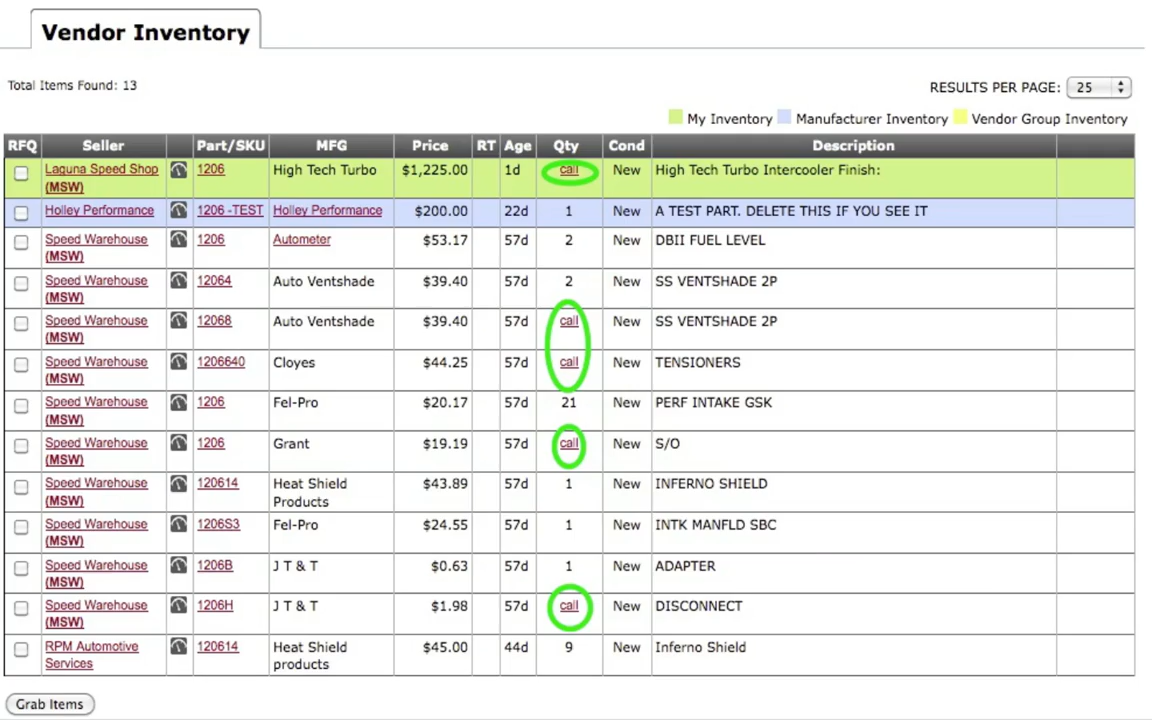 Vendor Inventory
Total Items Found: 13
RESULTS PER PAGE: 25
My Inventory Manufacturer Inventory Vendor Group Inventory
RFQ Seller Part/SKU MFG Price RT Age Qty Cond Description
Laguna Speed Shop 1206 High Tech Turbo $1,225.00 1d call New High Tech Turbo Intercooler Finish:
(MSW)
Holley Performance 1206 -TEST Holley Performance $200.00 22d 1 New A TEST PART. DELETE THIS IF YOU SEE IT
Speed Warehouse 1206 Autometer $53.17 57d 2 New DBII FUEL LEVEL
(MSW)
Speed Warehouse 12064 Auto Ventshade $39.40 57d 2 New SS VENTSHADE 2P
(MSW)
Speed Warehouse 12068 Auto Ventshade $39.40 57d call New SS VENTSHADE 2P
(MSW)
Speed Warehouse 1206640 Cloyes $44.25 57d call New TENSIONERS
(MSW)
Speed Warehouse 1206 Fel-Pro $20.17 57d 21 New PERF INTAKE GSK
(MSW)
Speed Warehouse 1206 Grant $19.19 57d call New S/O
(MSW)
Speed Warehouse 120614 Heat Shield $43.89 57d 1 New INFERNO SHIELD
(MSW) Products
Speed Warehouse 1206S3 Fel-Pro $24.55 57d 1 New INTK MANFLD SBC
(MSW)
Speed Warehouse 1206B J T & T $0.63 57d 1 New ADAPTER
(MSW)
Speed Warehouse 1206H J T & T $1.98 57d call New DISCONNECT
(MSW)
RPM Automotive 120614 Heat Shield $45.00 44d 9 New Inferno Shield
Services products
Grab Items